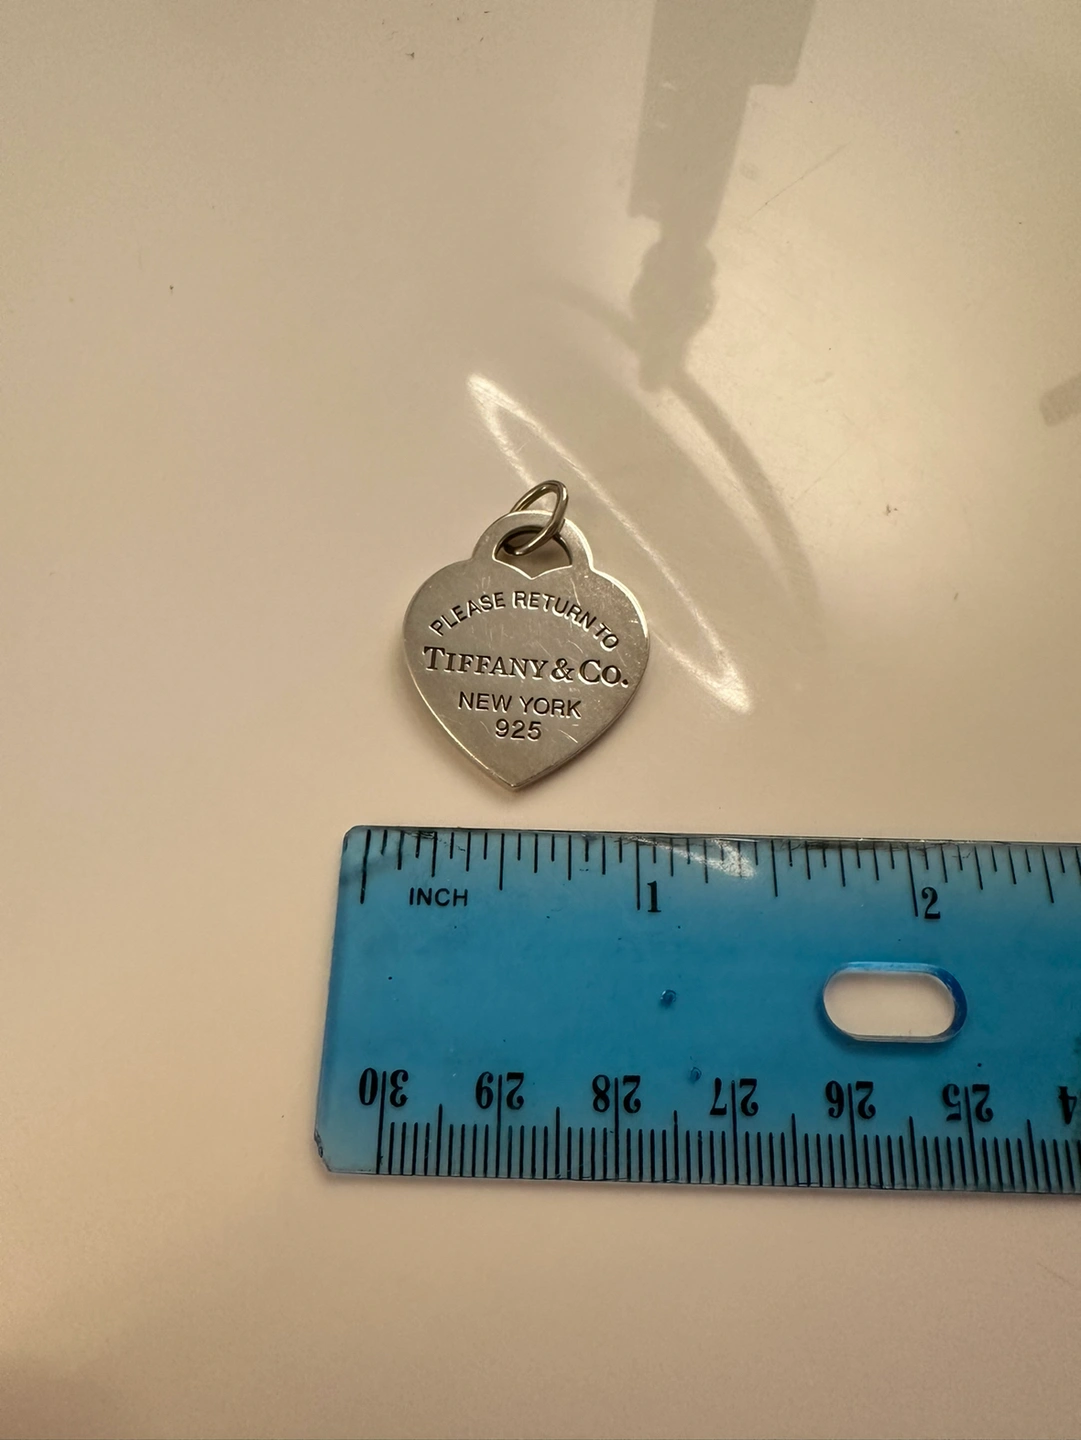 PLEASE RETURN TO
TIFFANY & CO.
NEW YORK
925
1 2
INCH
30 29 28 27 26 25